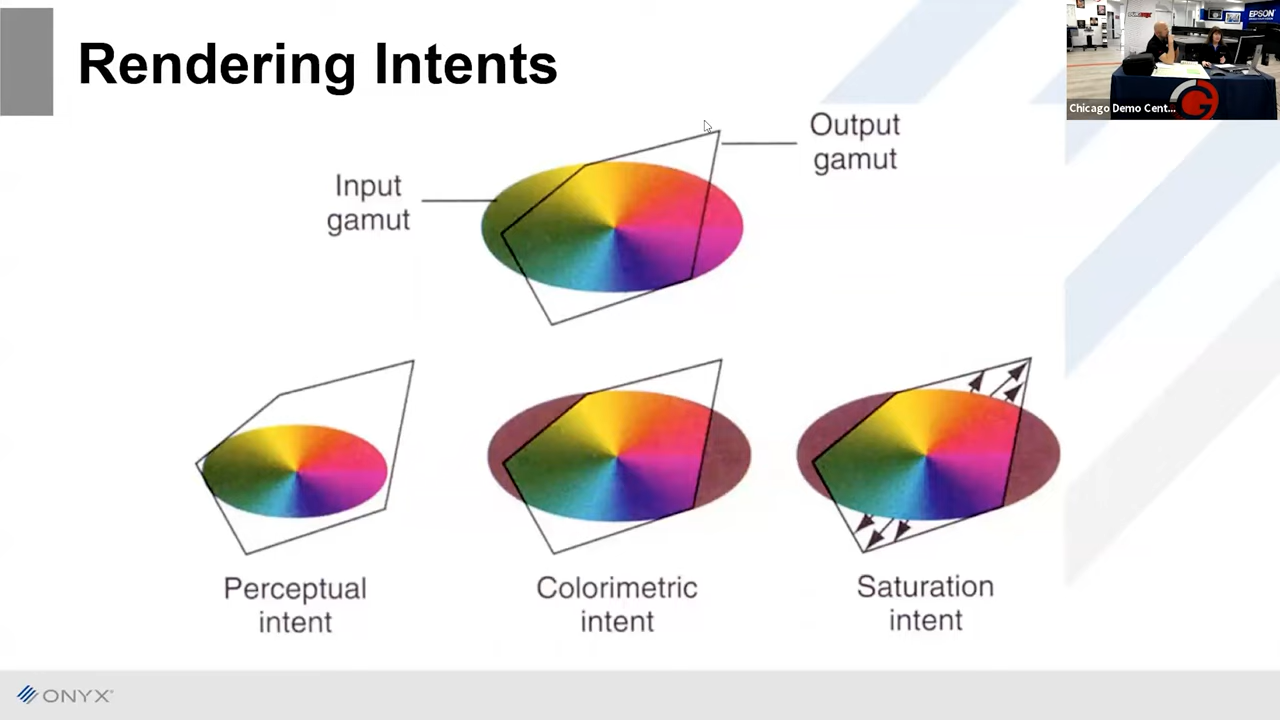 Rendering Intents
EPSON
Chicago Demo Cent...
Output
gamut
Input
gamut
Perceptual
intent
Colorimetric
intent
Saturation
intent
ONYX